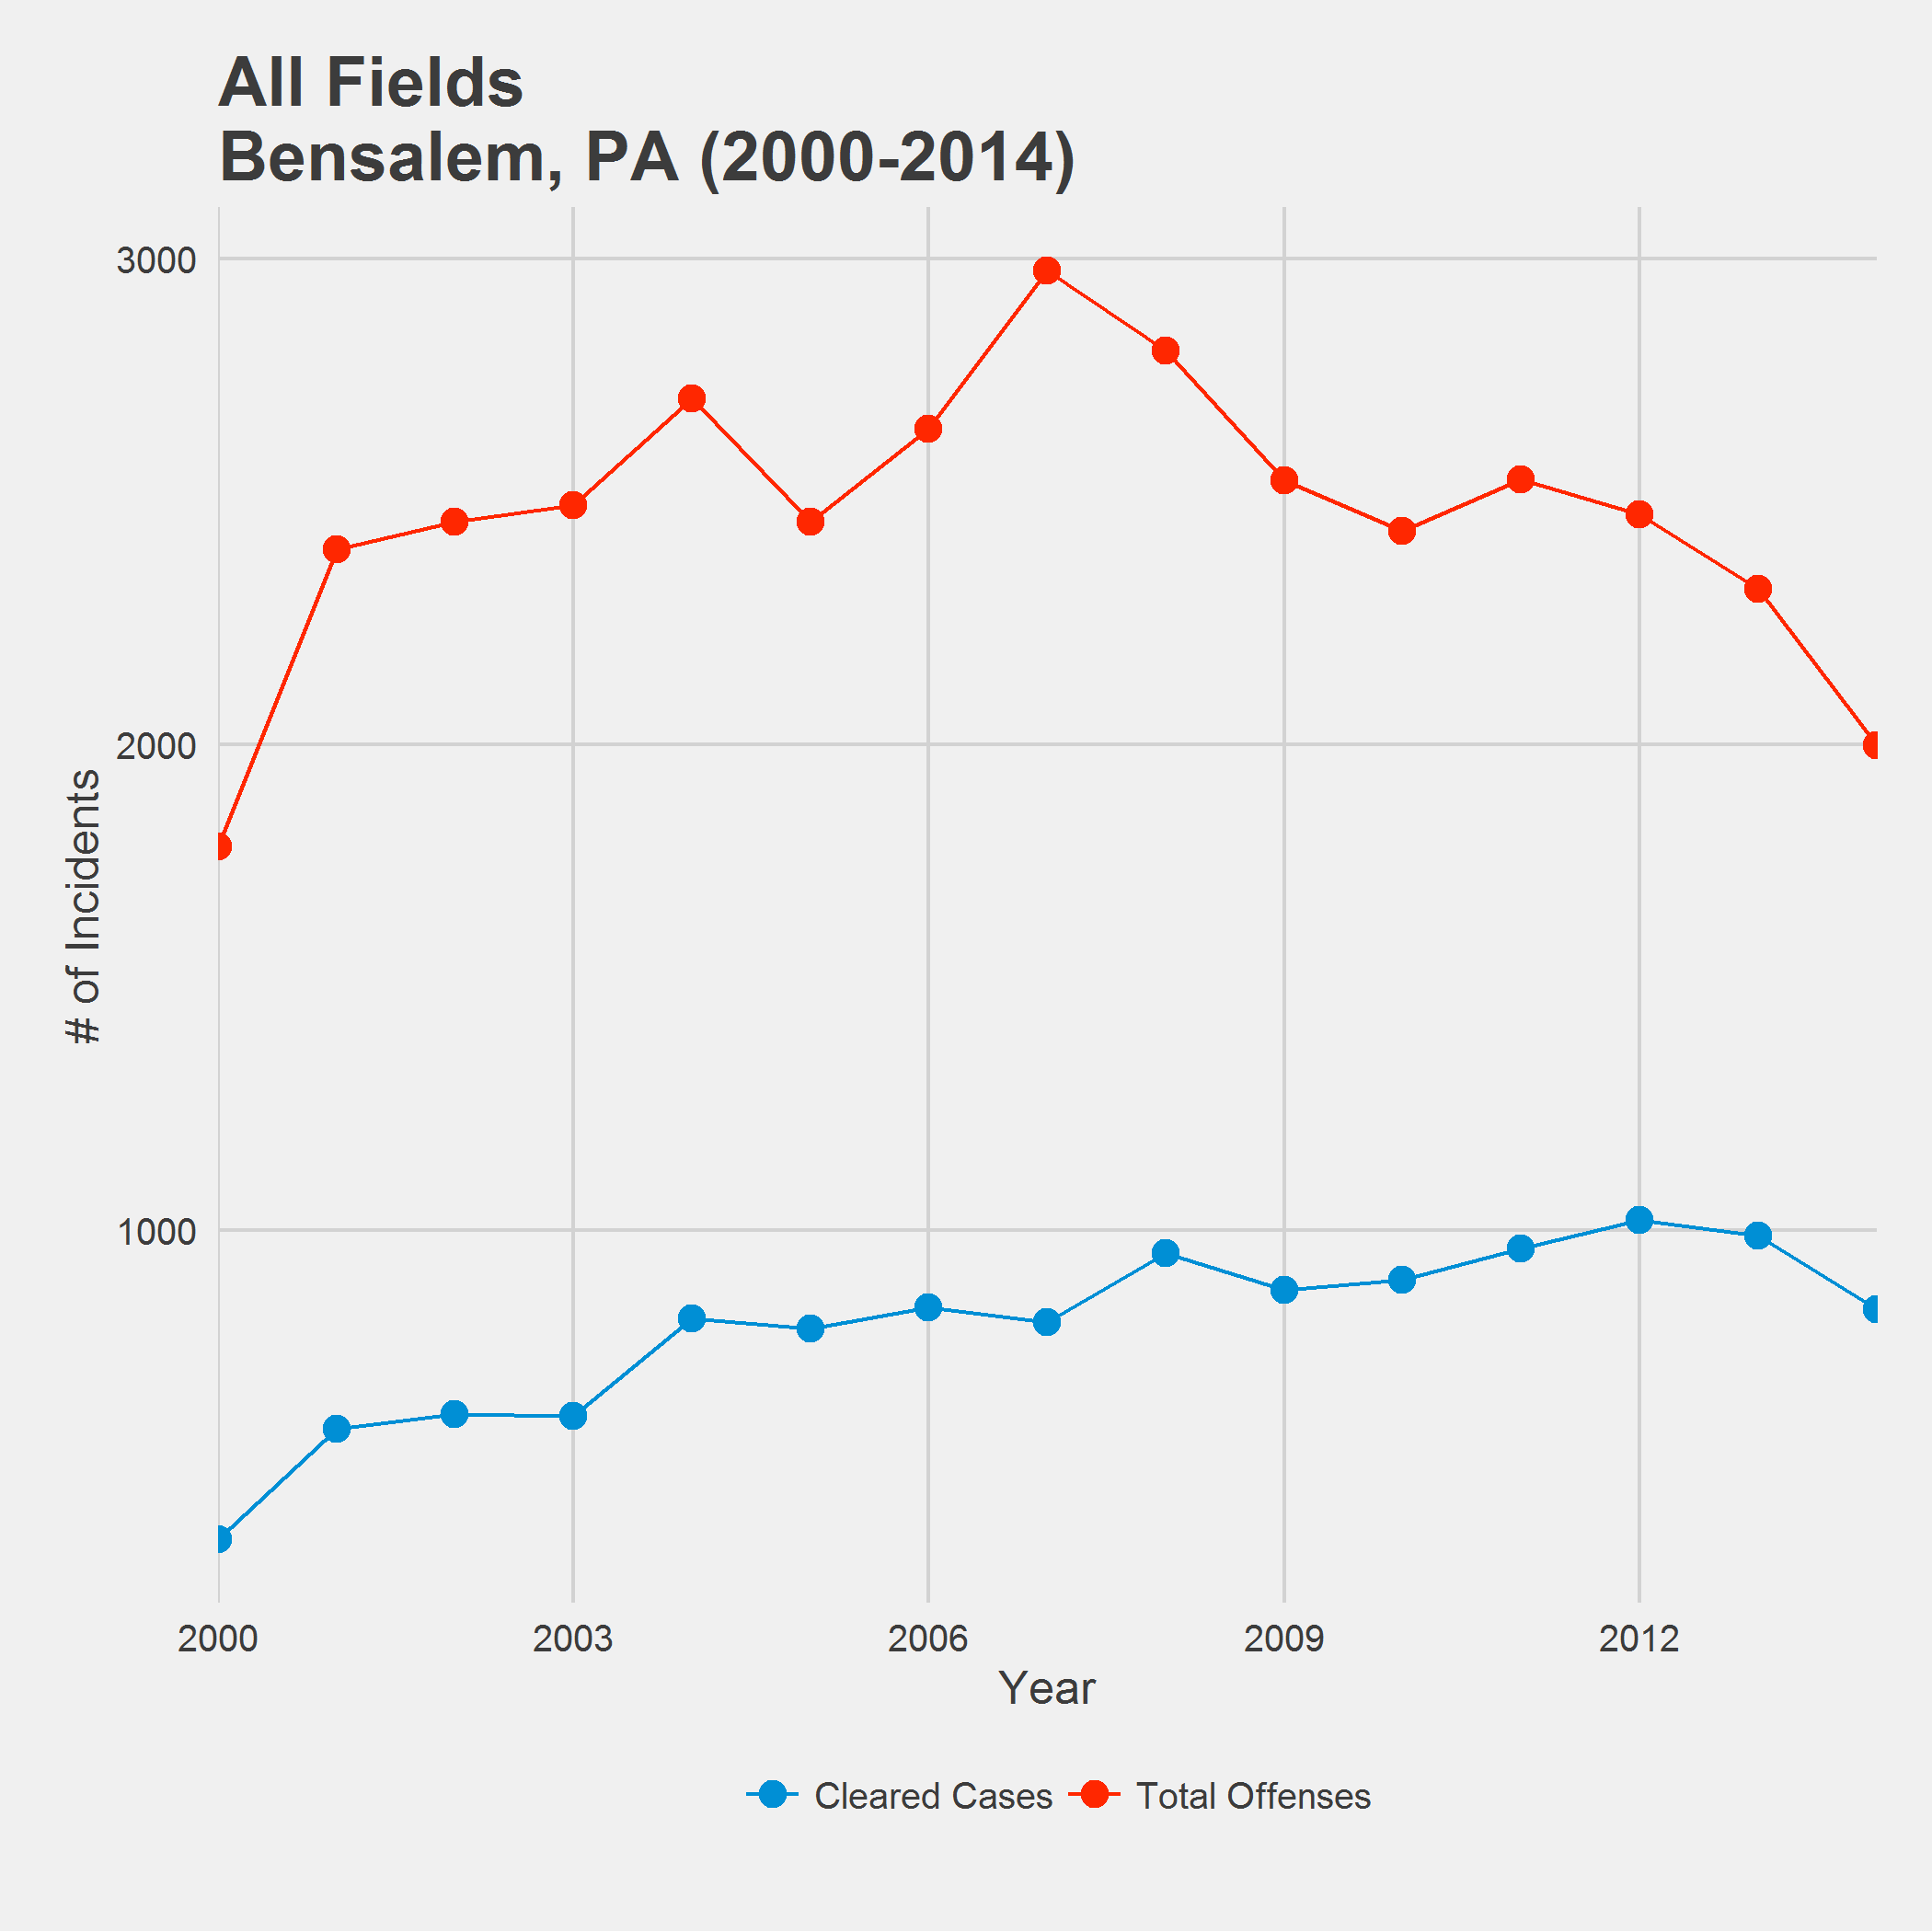 All Fields
Bensalem, PA (2000-2014)
3000
2000
1000
# of Incidents
2000 2003 2006 2009 2012
Year
Cleared Cases Total Offenses